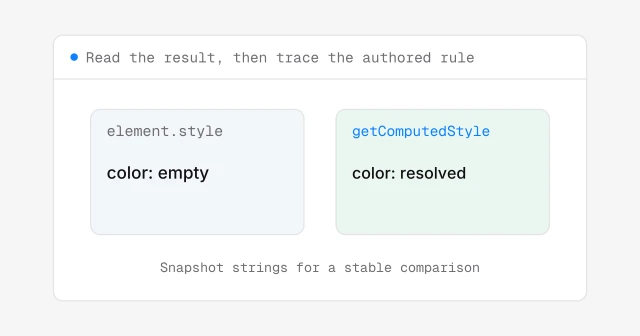 Read the result, then trace the authored rule
element.style
color: empty
getComputedStyle
color: resolved
Snapshot strings for a stable comparison